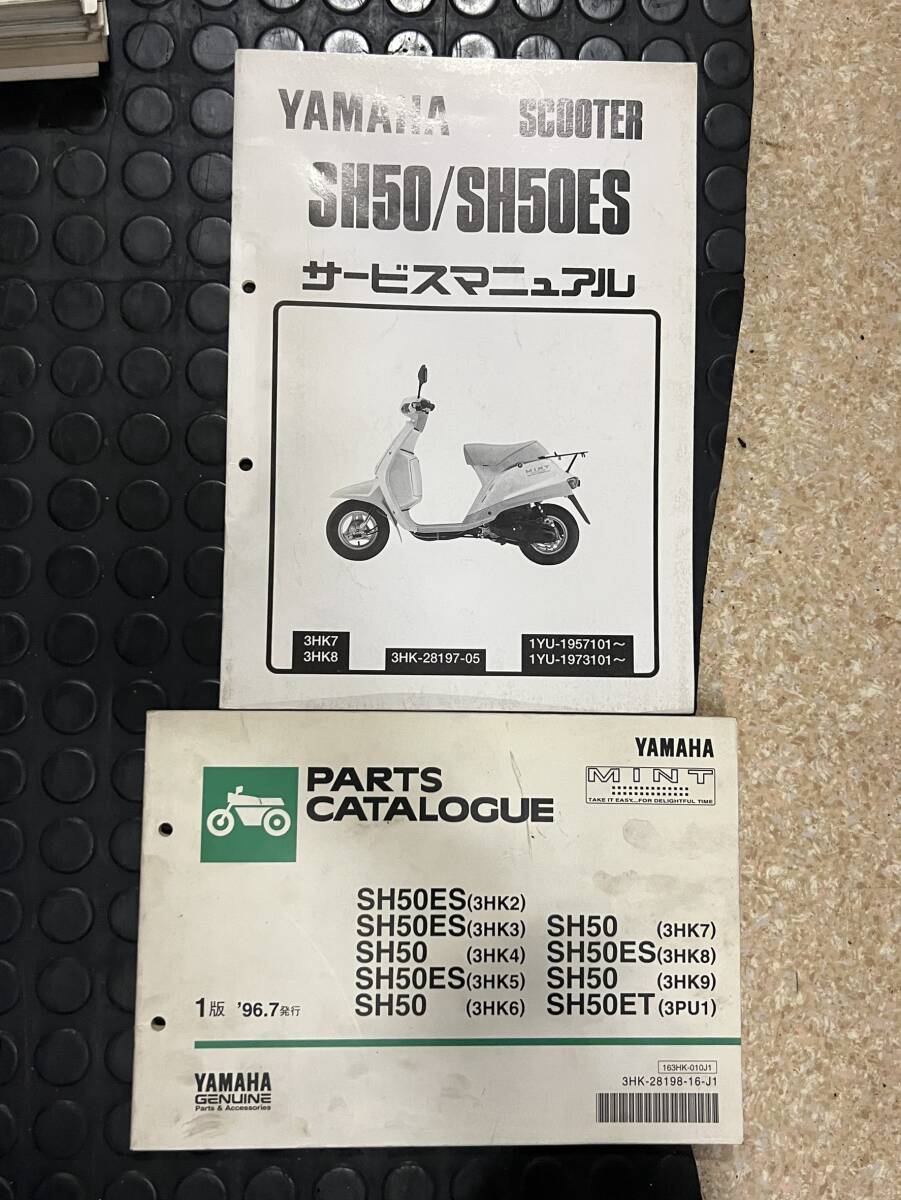 YAMAHA SCOOTER
SH50/SH50ES
サービスマニュアル
MINT
3HK7
3HK8
3HK-28197-05
1YU-1957101～
1YU-1973101～
YAMAHA
MINT
TAKE IT EASY...FOR DELIGHTFUL TIME
PARTS
CATALOGUE
SH50ES(3HK2)
SH50ES(3HK3) SH50 (3HK7)
SH50 (3HK4) SH50ES(3HK8)
SH50ES(3HK5) SH50 (3HK9)
SH50 (3HK6) SH50ET(3PU1)
1版 '96.7発行
YAMAHA
GENUINE
Parts & Accessories
163HK-010J1
3HK-28198-16-J1